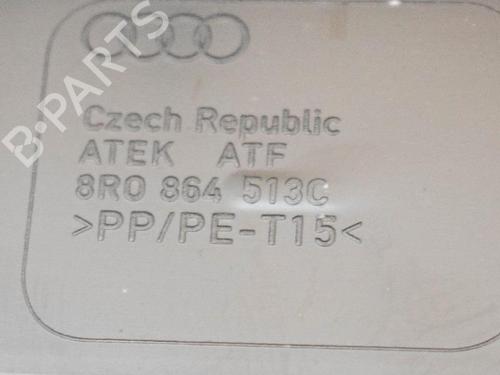 B-PARTS
Czech Republic
ATEK ATF
8R0 864 513C
>PP/PE-T15<